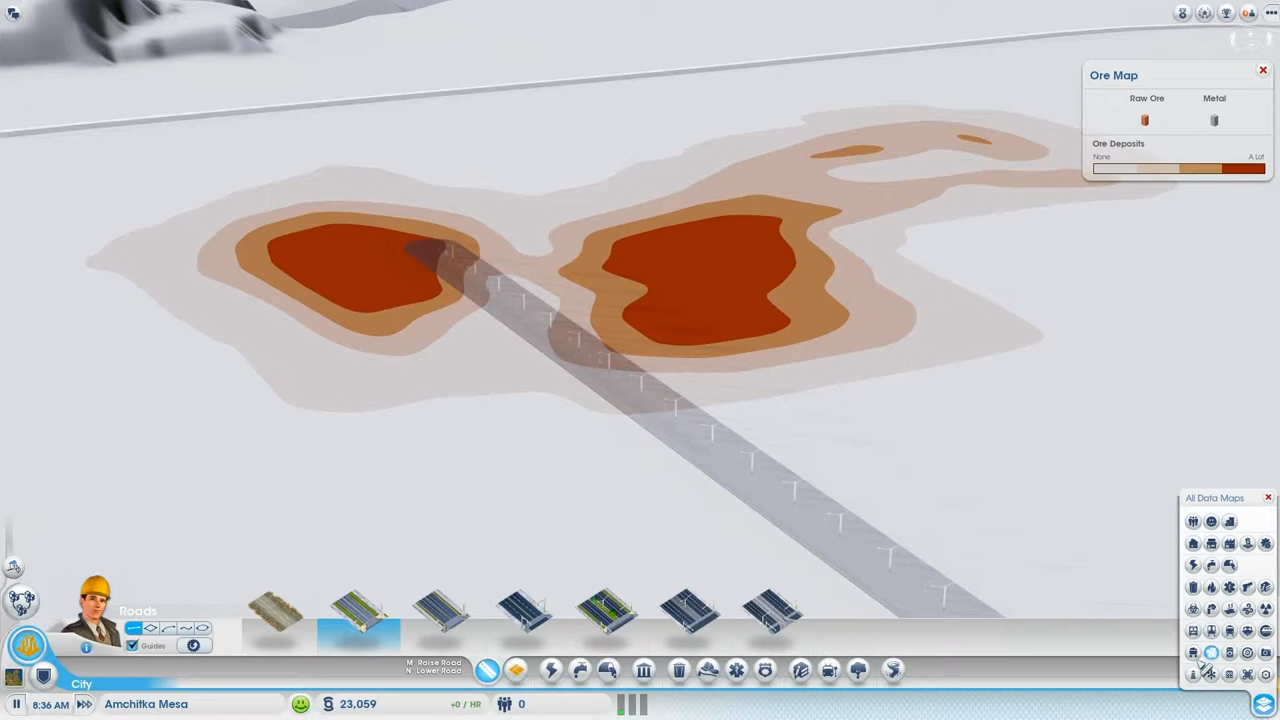 Ore Map
Raw Ore Metal
Ore Deposits
None A Lot
All Data Maps
Roads
Guides
M: Raise Road
N: Lower Road
City
8:36 AM Achitka Mesa 23,059 +0 / HR 0